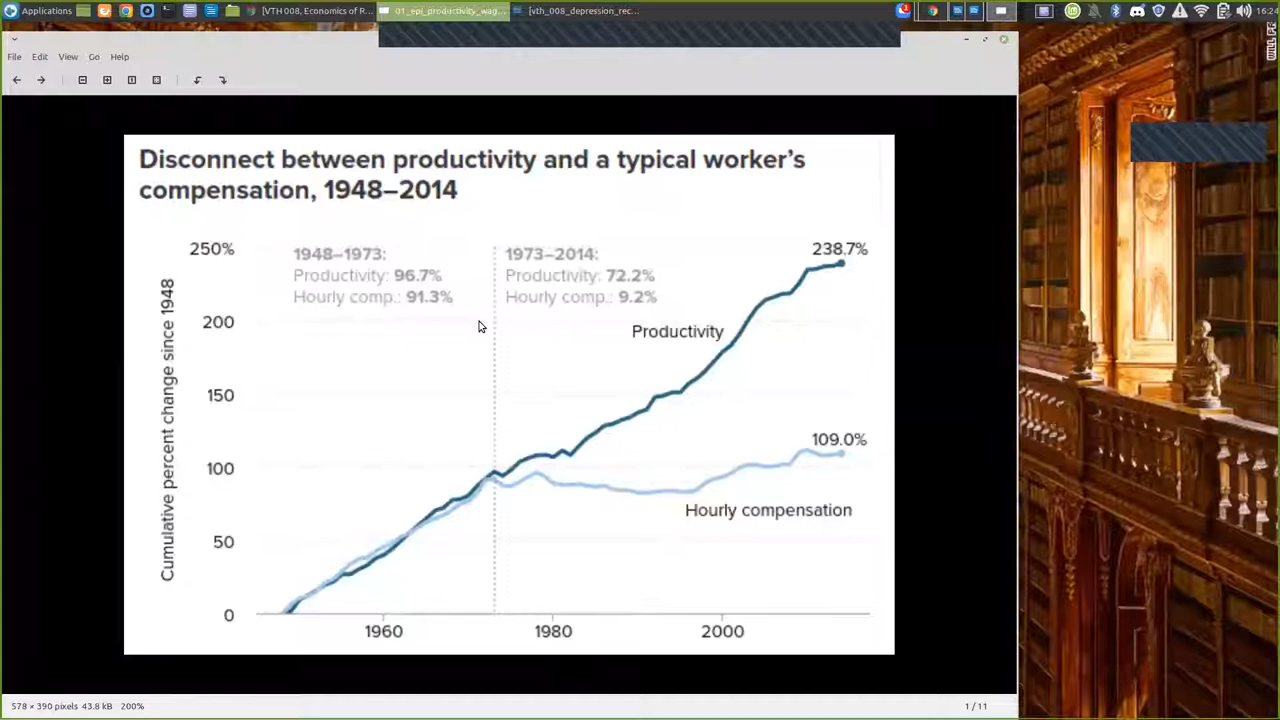 Applications
[VTH 008, Economics of R...
01_epi_productivity_wag...
[vth_008_depression_rec...
16:24
File Edit View Go Help
Disconnect between productivity and a typical worker's
compensation, 1948–2014
Cumulative percent change since 1948
250%
200
150
100
50
0
1948–1973:
Productivity: 96.7%
Hourly comp.: 91.3%
1973–2014:
Productivity: 72.2%
Hourly comp.: 9.2%
238.7%
Productivity
109.0%
Hourly compensation
1960 1980 2000
578 × 390 pixels 43.8 kB 200%
1 / 11